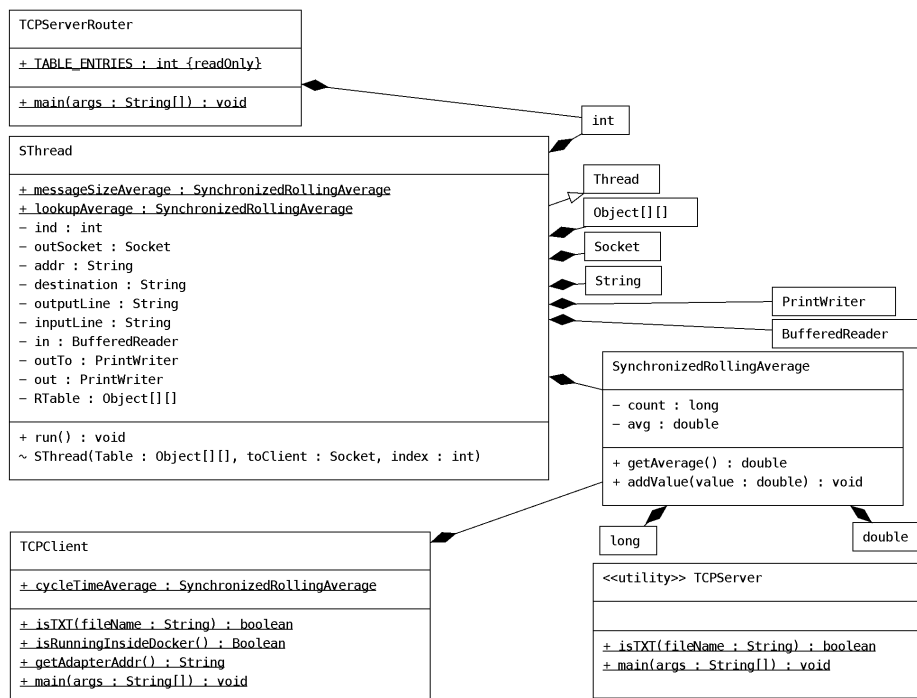 TCPServerRouter
+ TABLE_ENTRIES : int {readOnly}
+ main(args : String[]) : void
int
SThread
+ messageSizeAverage : SynchronizedRollingAverage
+ lookupAverage : SynchronizedRollingAverage
– ind : int
– outSocket : Socket
– addr : String
– destination : String
– outputLine : String
– inputLine : String
– in : BufferedReader
– outTo : PrintWriter
– out : PrintWriter
– RTable : Object[][]
+ run() : void
~ SThread(Table : Object[][], toClient : Socket, index : int)
Thread
Object[][]
Socket
String
PrintWriter
BufferedReader
SynchronizedRollingAverage
– count : long
– avg : double
+ getAverage() : double
+ addValue(value : double) : void
long
double
TCPClient
+ cycleTimeAverage : SynchronizedRollingAverage
+ isTXT(fileName : String) : boolean
+ isRunningInsideDocker() : Boolean
+ getAdapterAddr() : String
+ main(args : String[]) : void
<<utility>> TCPServer
+ isTXT(fileName : String) : boolean
+ main(args : String[]) : void